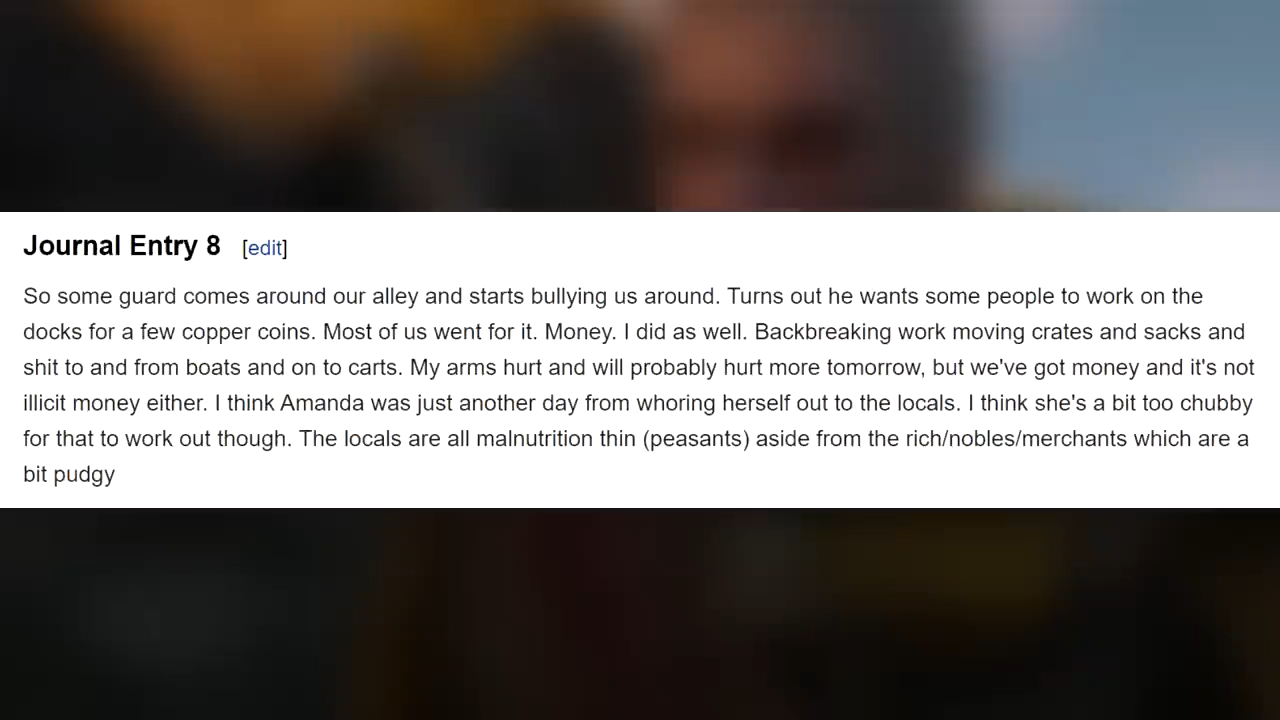 Journal Entry 8 [edit]
So some guard comes around our alley and starts bullying us around. Turns out he wants some people to work on the
docks for a few copper coins. Most of us went for it. Money. I did as well. Backbreaking work moving crates and sacks and
shit to and from boats and on to carts. My arms hurt and will probably hurt more tomorrow, but we've got money and it's not
illicit money either. I think Amanda was just another day from whoring herself out to the locals. I think she's a bit too chubby
for that to work out though. The locals are all malnutrition thin (peasants) aside from the rich/nobles/merchants which are a
bit pudgy